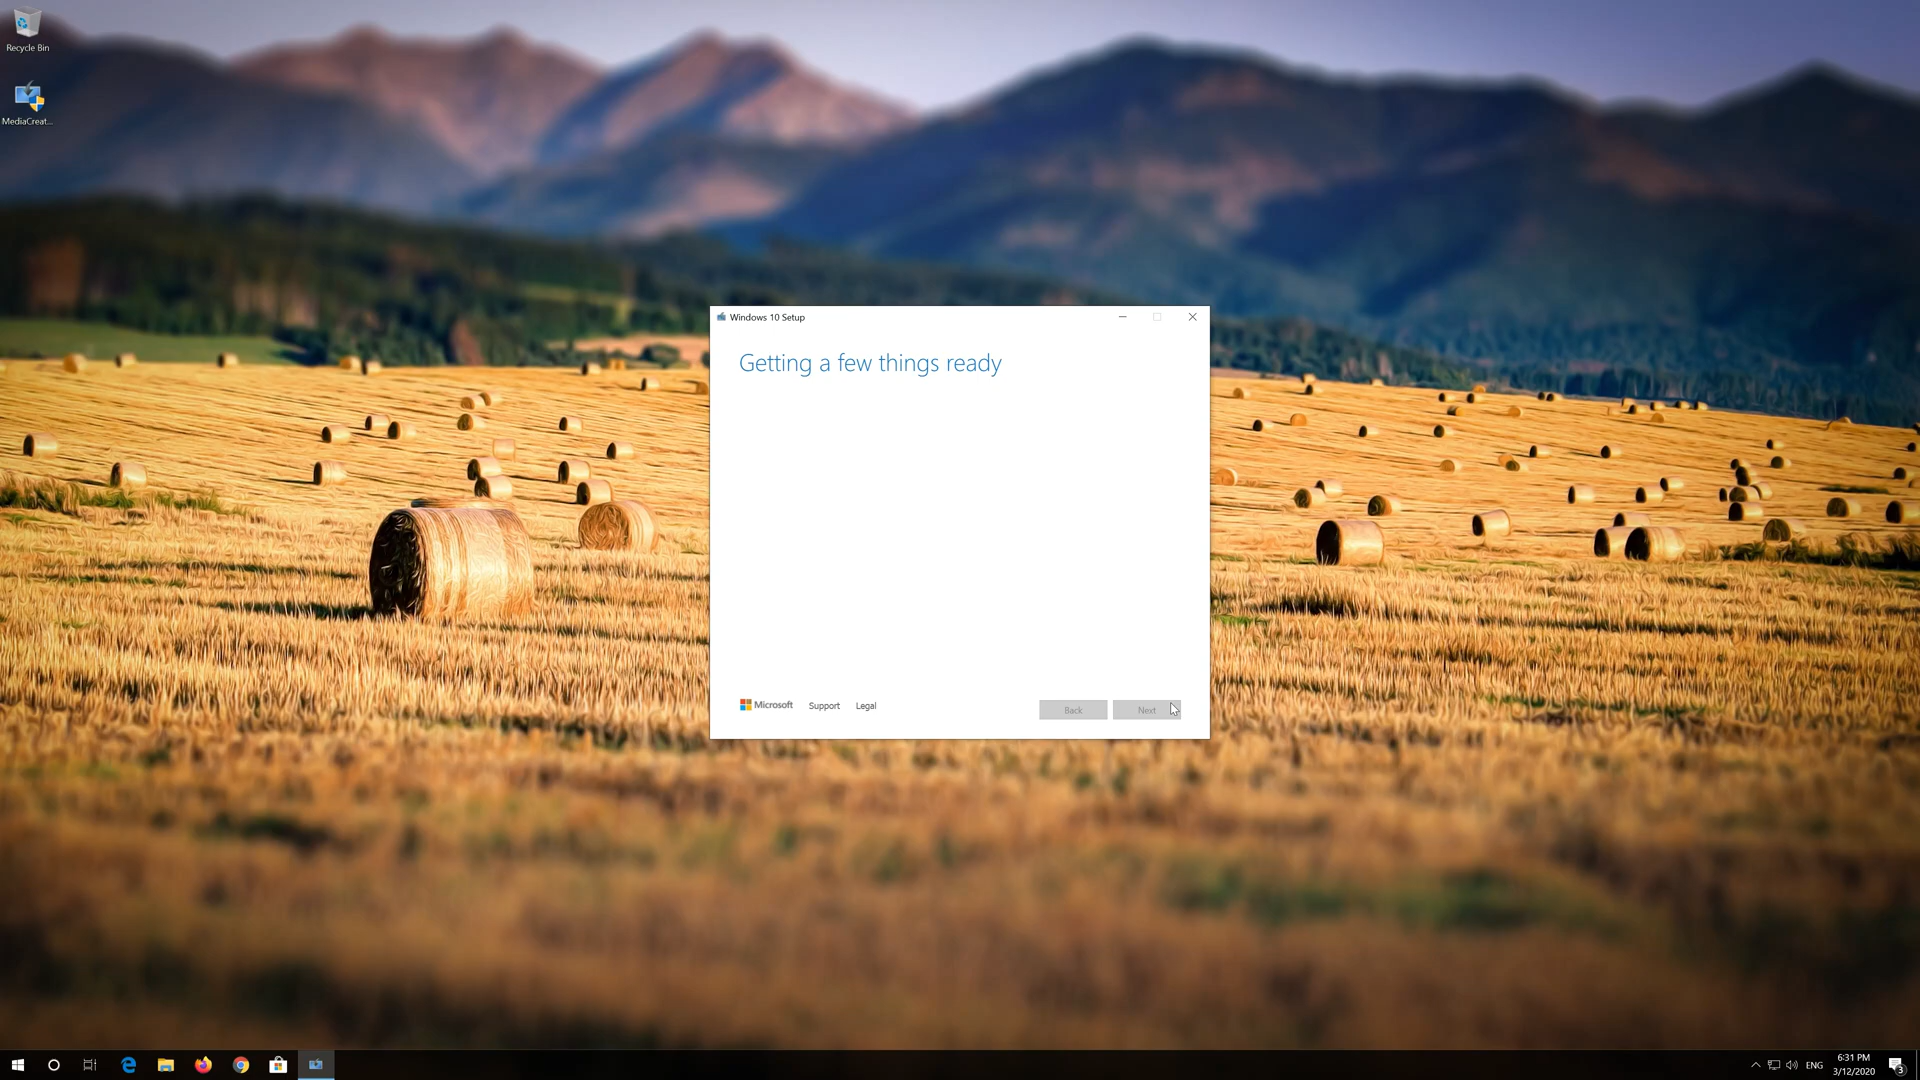 Recycle Bin
MediaCreat...
Windows 10 Setup
Getting a few things ready
Microsoft
Support
Legal
Back
Next
ENG
6:31 PM
3/12/2020
3